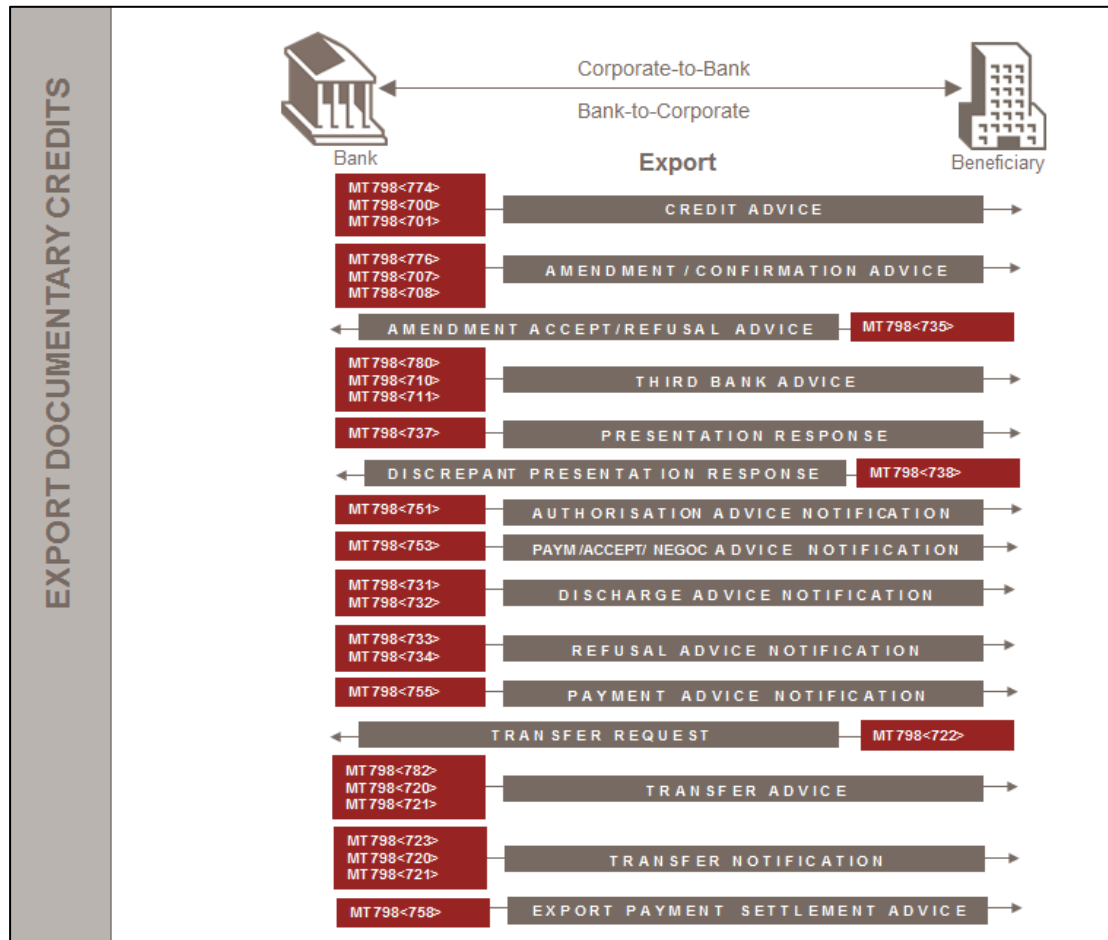 EXPORT DOCUMENTARY CREDITS
Corporate-to-Bank
Bank-to-Corporate
Bank
Export
Beneficiary
MT798<774>
MT798<700>
MT798<701>
CREDIT ADVICE
MT798<776>
MT798<707>
MT798<708>
AMENDMENT / CONFIRMATION ADVICE
AMENDMENT ACCEPT/REFUSAL ADVICE
MT798<735>
MT798<780>
MT798<710>
MT798<711>
THIRD BANK ADVICE
MT798<737>
PRESENTATION RESPONSE
DISCREPANT PRESENTATION RESPONSE
MT798<738>
MT798<751>
AUTHORISATION ADVICE NOTIFICATION
MT798<753>
PAYM/ACCEPT/ NEGOC ADVICE NOTIFICATION
MT798<731>
MT798<732>
DISCHARGE ADVICE NOTIFICATION
MT798<733>
MT798<734>
REFUSAL ADVICE NOTIFICATION
MT798<755>
PAYMENT ADVICE NOTIFICATION
TRANSFER REQUEST
MT798<722>
MT798<782>
MT798<720>
MT798<721>
TRANSFER ADVICE
MT798<723>
MT798<720>
MT798<721>
TRANSFER NOTIFICATION
MT798<758>
EXPORT PAYMENT SETTLEMENT ADVICE